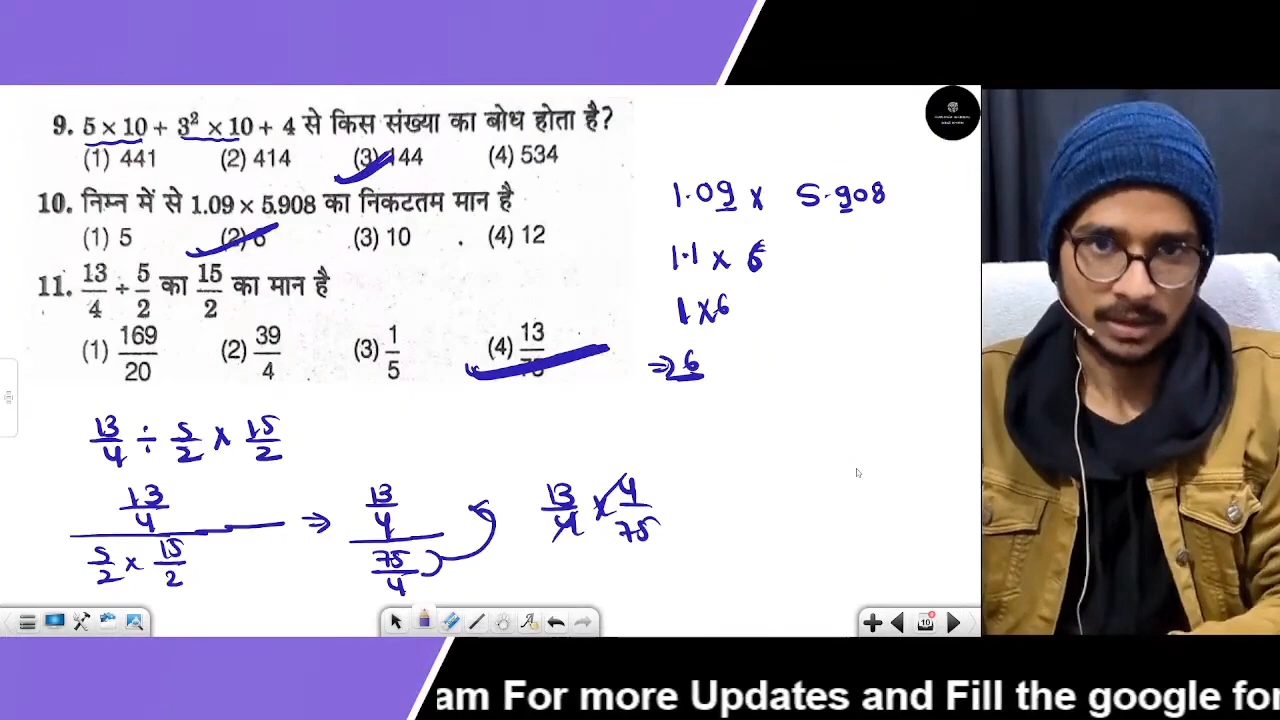 9. 5 × 10 + 3² × 10 + 4 से किस संख्या का बोध होता है?
(1) 441 (2) 414 (3) 144 (4) 534
10. निम्न में से 1.09 × 5.908 का निकटतम मान है
(1) 5 (2) 6 (3) 10 (4) 12
11. 13/4 ÷ 5/2 का 15/2 का मान है
(1) 169/20 (2) 39/4 (3) 1/5 (4) 13/75
1.09 × 5.908
1.1 × 6
1 × 6
⇒ 6
13/4 ÷ 5/2 × 15/2
13/4 / 5/2 × 15/2 ⇒ 13/4 / 75/4 13/4 × 4/75
10
am For more Updates and Fill the google for